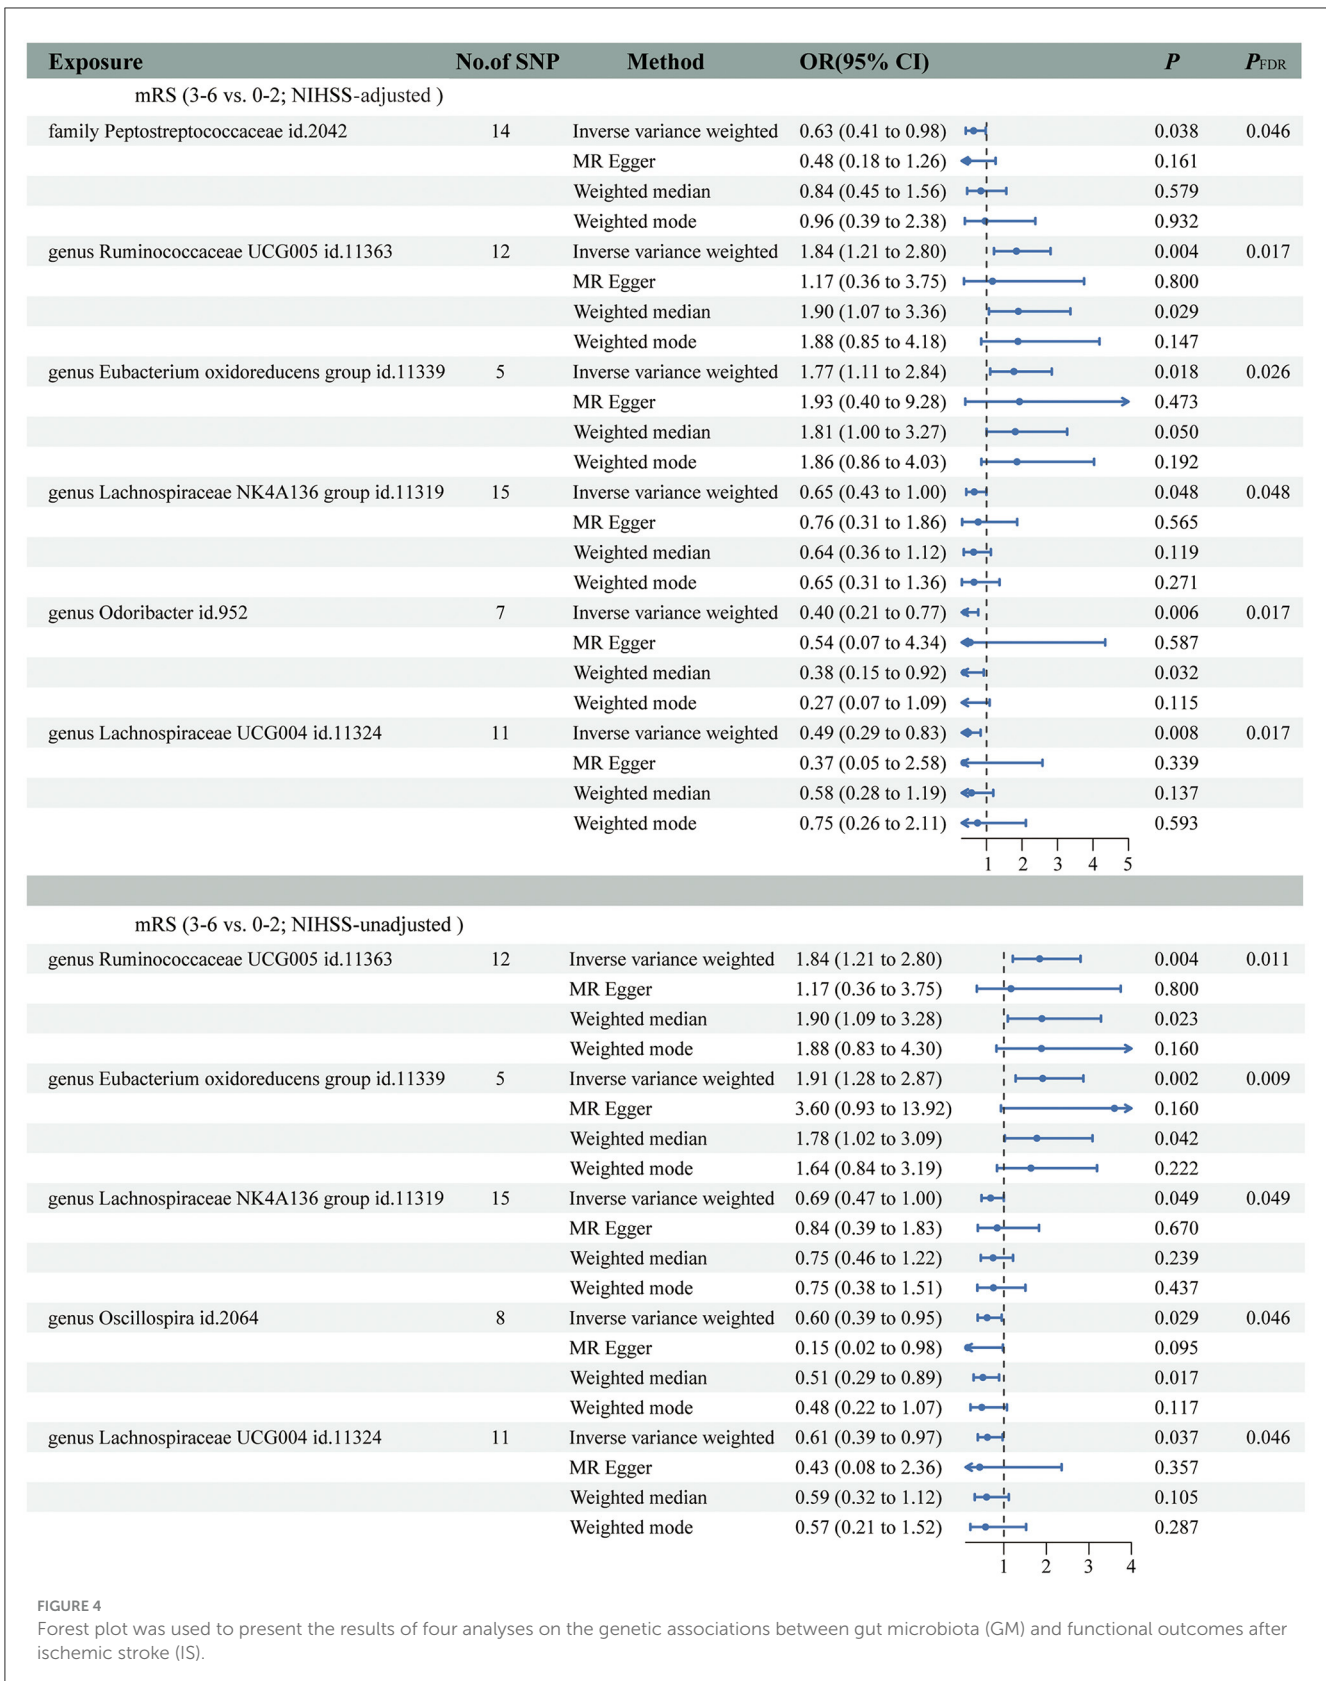 Exposure No.of SNP Method OR(95% CI) P PFDR
mRS (3-6 vs. 0-2; NIHSS-adjusted )
family Peptostreptococcaceae id.2042 14 Inverse variance weighted 0.63 (0.41 to 0.98) 0.038 0.046
MR Egger 0.48 (0.18 to 1.26) 0.161
Weighted median 0.84 (0.45 to 1.56) 0.579
Weighted mode 0.96 (0.39 to 2.38) 0.932
genus Ruminococcaceae UCG005 id.11363 12 Inverse variance weighted 1.84 (1.21 to 2.80) 0.004 0.017
MR Egger 1.17 (0.36 to 3.75) 0.800
Weighted median 1.90 (1.07 to 3.36) 0.029
Weighted mode 1.88 (0.85 to 4.18) 0.147
genus Eubacterium oxidoreducens group id.11339 5 Inverse variance weighted 1.77 (1.11 to 2.84) 0.018 0.026
MR Egger 1.93 (0.40 to 9.28) 0.473
Weighted median 1.81 (1.00 to 3.27) 0.050
Weighted mode 1.86 (0.86 to 4.03) 0.192
genus Lachnospiraceae NK4A136 group id.11319 15 Inverse variance weighted 0.65 (0.43 to 1.00) 0.048 0.048
MR Egger 0.76 (0.31 to 1.86) 0.565
Weighted median 0.64 (0.36 to 1.12) 0.119
Weighted mode 0.65 (0.31 to 1.36) 0.271
genus Odoribacter id.952 7 Inverse variance weighted 0.40 (0.21 to 0.77) 0.006 0.017
MR Egger 0.54 (0.07 to 4.34) 0.587
Weighted median 0.38 (0.15 to 0.92) 0.032
Weighted mode 0.27 (0.07 to 1.09) 0.115
genus Lachnospiraceae UCG004 id.11324 11 Inverse variance weighted 0.49 (0.29 to 0.83) 0.008 0.017
MR Egger 0.37 (0.05 to 2.58) 0.339
Weighted median 0.58 (0.28 to 1.19) 0.137
Weighted mode 0.75 (0.26 to 2.11) 0.593
1 2 3 4 5
mRS (3-6 vs. 0-2; NIHSS-unadjusted )
genus Ruminococcaceae UCG005 id.11363 12 Inverse variance weighted 1.84 (1.21 to 2.80) 0.004 0.011
MR Egger 1.17 (0.36 to 3.75) 0.800
Weighted median 1.90 (1.09 to 3.28) 0.023
Weighted mode 1.88 (0.83 to 4.30) 0.160
genus Eubacterium oxidoreducens group id.11339 5 Inverse variance weighted 1.91 (1.28 to 2.87) 0.002 0.009
MR Egger 3.60 (0.93 to 13.92) 0.160
Weighted median 1.78 (1.02 to 3.09) 0.042
Weighted mode 1.64 (0.84 to 3.19) 0.222
genus Lachnospiraceae NK4A136 group id.11319 15 Inverse variance weighted 0.69 (0.47 to 1.00) 0.049 0.049
MR Egger 0.84 (0.39 to 1.83) 0.670
Weighted median 0.75 (0.46 to 1.22) 0.239
Weighted mode 0.75 (0.38 to 1.51) 0.437
genus Oscillospira id.2064 8 Inverse variance weighted 0.60 (0.39 to 0.95) 0.029 0.046
MR Egger 0.15 (0.02 to 0.98) 0.095
Weighted median 0.51 (0.29 to 0.89) 0.017
Weighted mode 0.48 (0.22 to 1.07) 0.117
genus Lachnospiraceae UCG004 id.11324 11 Inverse variance weighted 0.61 (0.39 to 0.97) 0.037 0.046
MR Egger 0.43 (0.08 to 2.36) 0.357
Weighted median 0.59 (0.32 to 1.12) 0.105
Weighted mode 0.57 (0.21 to 1.52) 0.287
1 2 3 4
FIGURE 4
Forest plot was used to present the results of four analyses on the genetic associations between gut microbiota (GM) and functional outcomes after
ischemic stroke (IS).